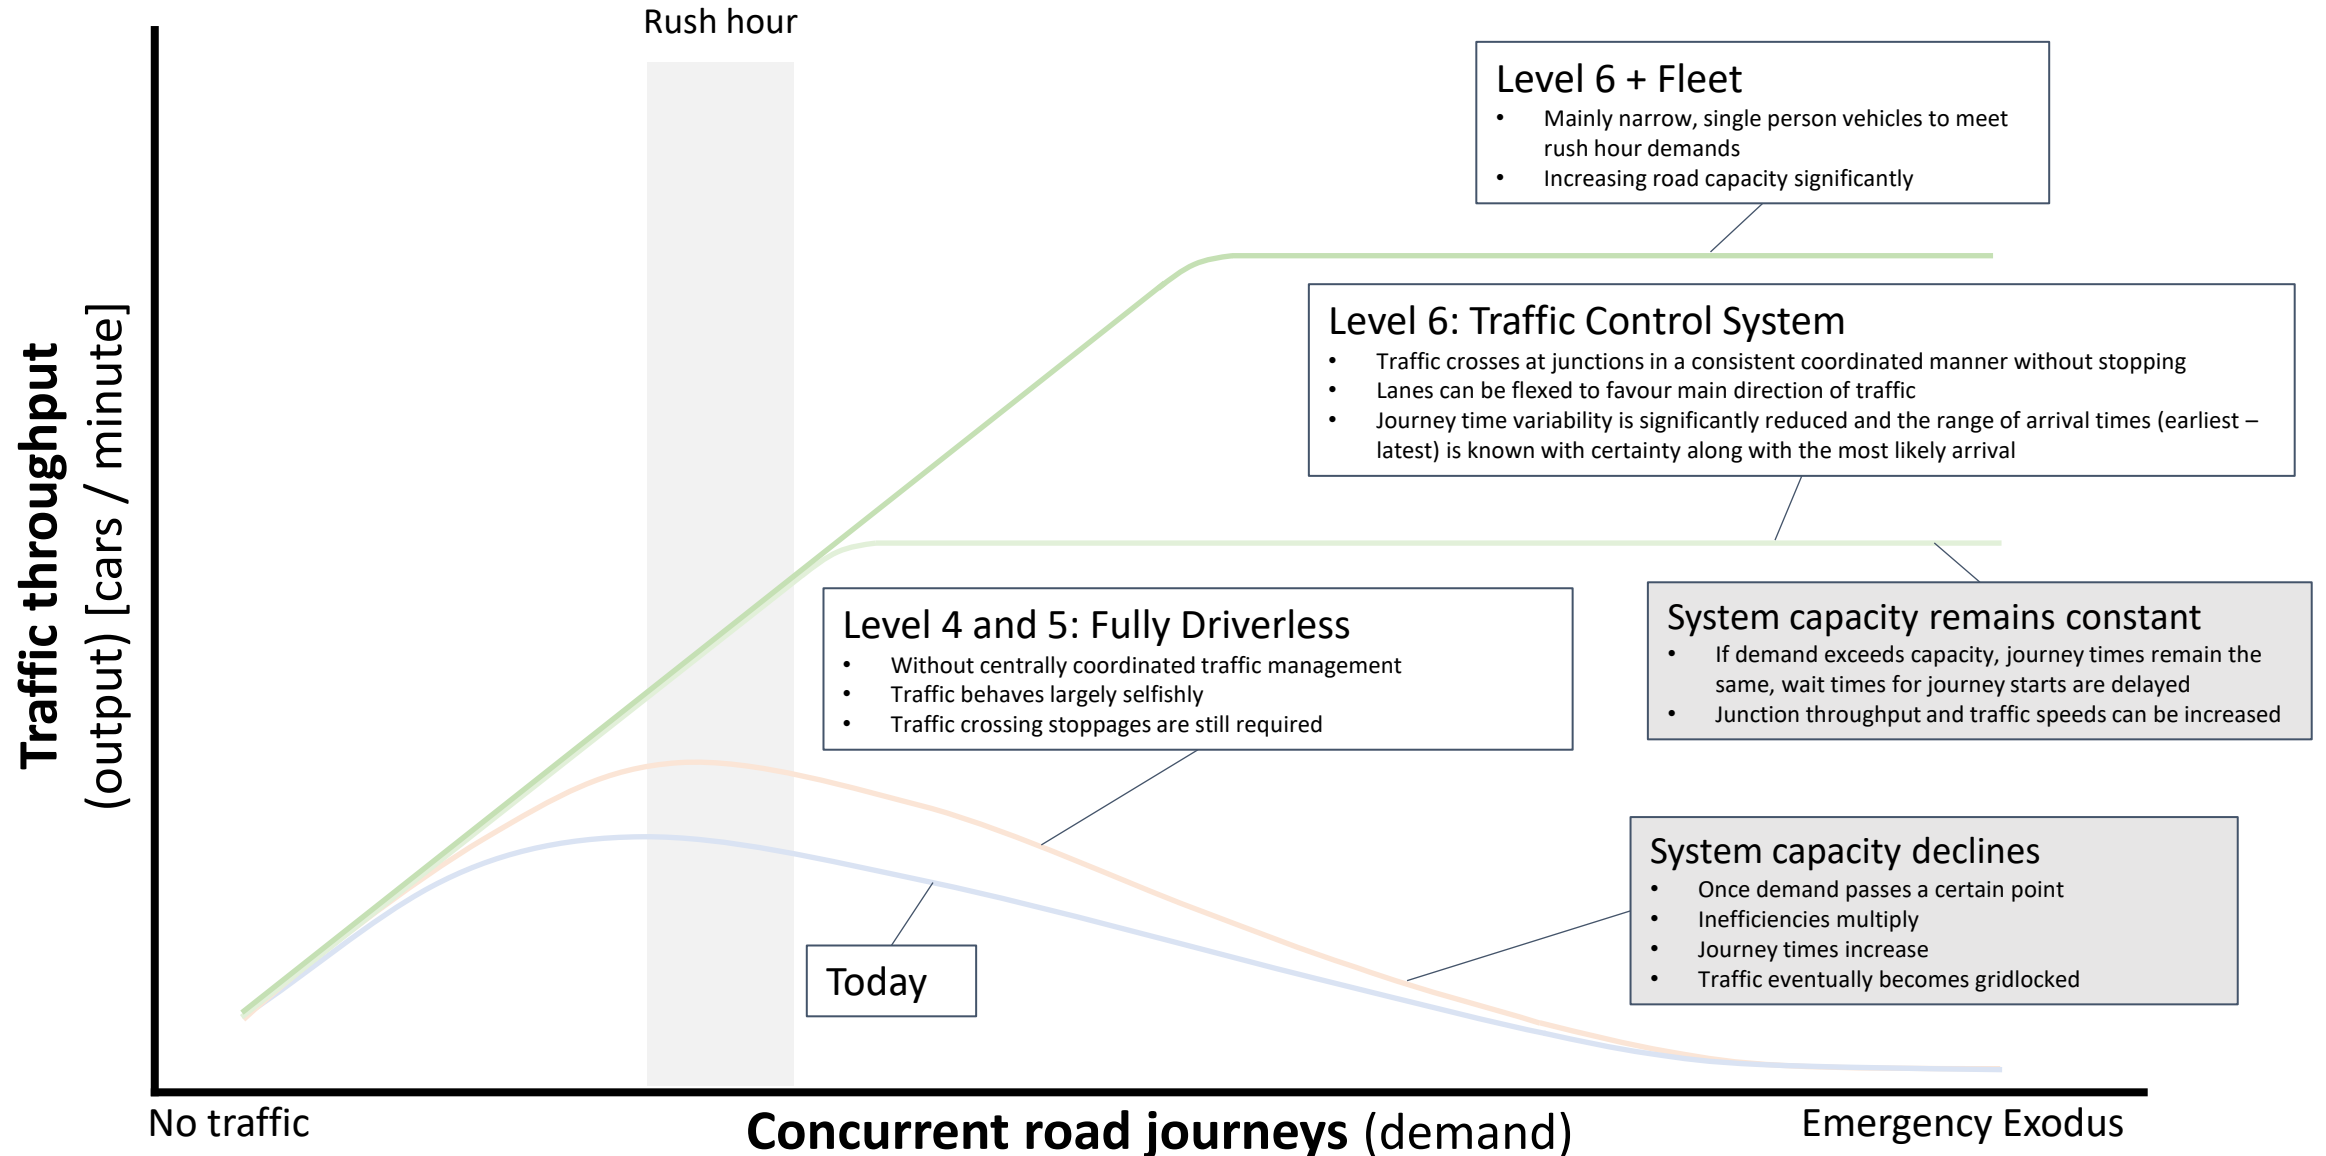 Rush hour
Level 6 + Fleet
• Mainly narrow, single person vehicles to meet
rush hour demands
• Increasing road capacity significantly
Level 6: Traffic Control System
• Traffic crosses at junctions in a consistent coordinated manner without stopping
• Lanes can be flexed to favour main direction of traffic
• Journey time variability is significantly reduced and the range of arrival times (earliest –
latest) is known with certainty along with the most likely arrival
Traffic throughput
(output) [cars / minute]
Level 4 and 5: Fully Driverless
• Without centrally coordinated traffic management
• Traffic behaves largely selfishly
• Traffic crossing stoppages are still required
System capacity remains constant
• If demand exceeds capacity, journey times remain the
same, wait times for journey starts are delayed
• Junction throughput and traffic speeds can be increased
System capacity declines
• Once demand passes a certain point
• Inefficiencies multiply
• Journey times increase
• Traffic eventually becomes gridlocked
Today
No traffic
Concurrent road journeys (demand)
Emergency Exodus